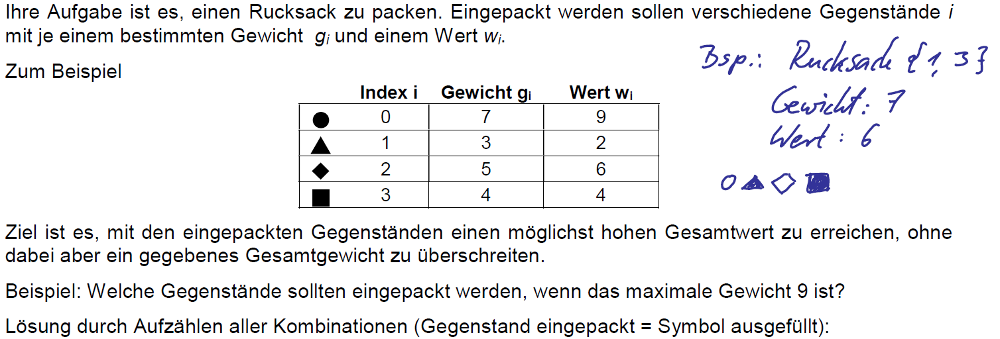 Ihre Aufgabe ist es, einen Rucksack zu packen. Eingepackt werden sollen verschiedene Gegenstände i
mit je einem bestimmten Gewicht gi und einem Wert wi.
Zum Beispiel
Index i Gewicht gi Wert wi
0 7 9
1 3 2
2 5 6
3 4 4
Bsp.: Rucksack {1, 3}
Gewicht: 7
Wert: 6
Ziel ist es, mit den eingepackten Gegenständen einen möglichst hohen Gesamtwert zu erreichen, ohne
dabei aber ein gegebenes Gesamtgewicht zu überschreiten.
Beispiel: Welche Gegenstände sollten eingepackt werden, wenn das maximale Gewicht 9 ist?
Lösung durch Aufzählen aller Kombinationen (Gegenstand eingepackt = Symbol ausgefüllt):